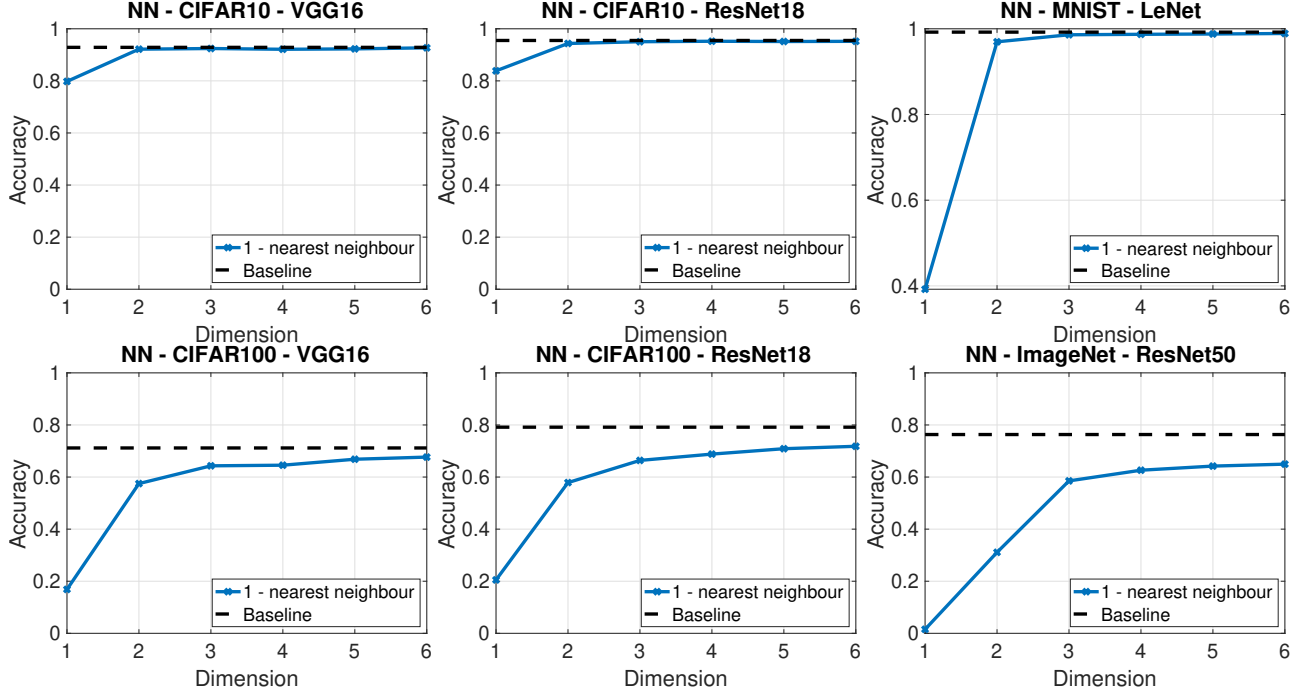 NN - CIFAR10 - VGG16
1
0.8
0.6
0.4
0.2
0
Accuracy
1 - nearest neighbour
Baseline
1 2 3 4 5 6
Dimension
NN - CIFAR10 - ResNet18
1
0.8
0.6
0.4
0.2
0
Accuracy
1 - nearest neighbour
Baseline
1 2 3 4 5 6
Dimension
NN - MNIST - LeNet
1
0.8
0.6
0.4
Accuracy
1 - nearest neighbour
Baseline
1 2 3 4 5 6
Dimension
NN - CIFAR100 - VGG16
1
0.8
0.6
0.4
0.2
0
Accuracy
1 - nearest neighbour
Baseline
1 2 3 4 5 6
Dimension
NN - CIFAR100 - ResNet18
1
0.8
0.6
0.4
0.2
0
Accuracy
1 - nearest neighbour
Baseline
1 2 3 4 5 6
Dimension
NN - ImageNet - ResNet50
1
0.8
0.6
0.4
0.2
0
Accuracy
1 - nearest neighbour
Baseline
1 2 3 4 5 6
Dimension